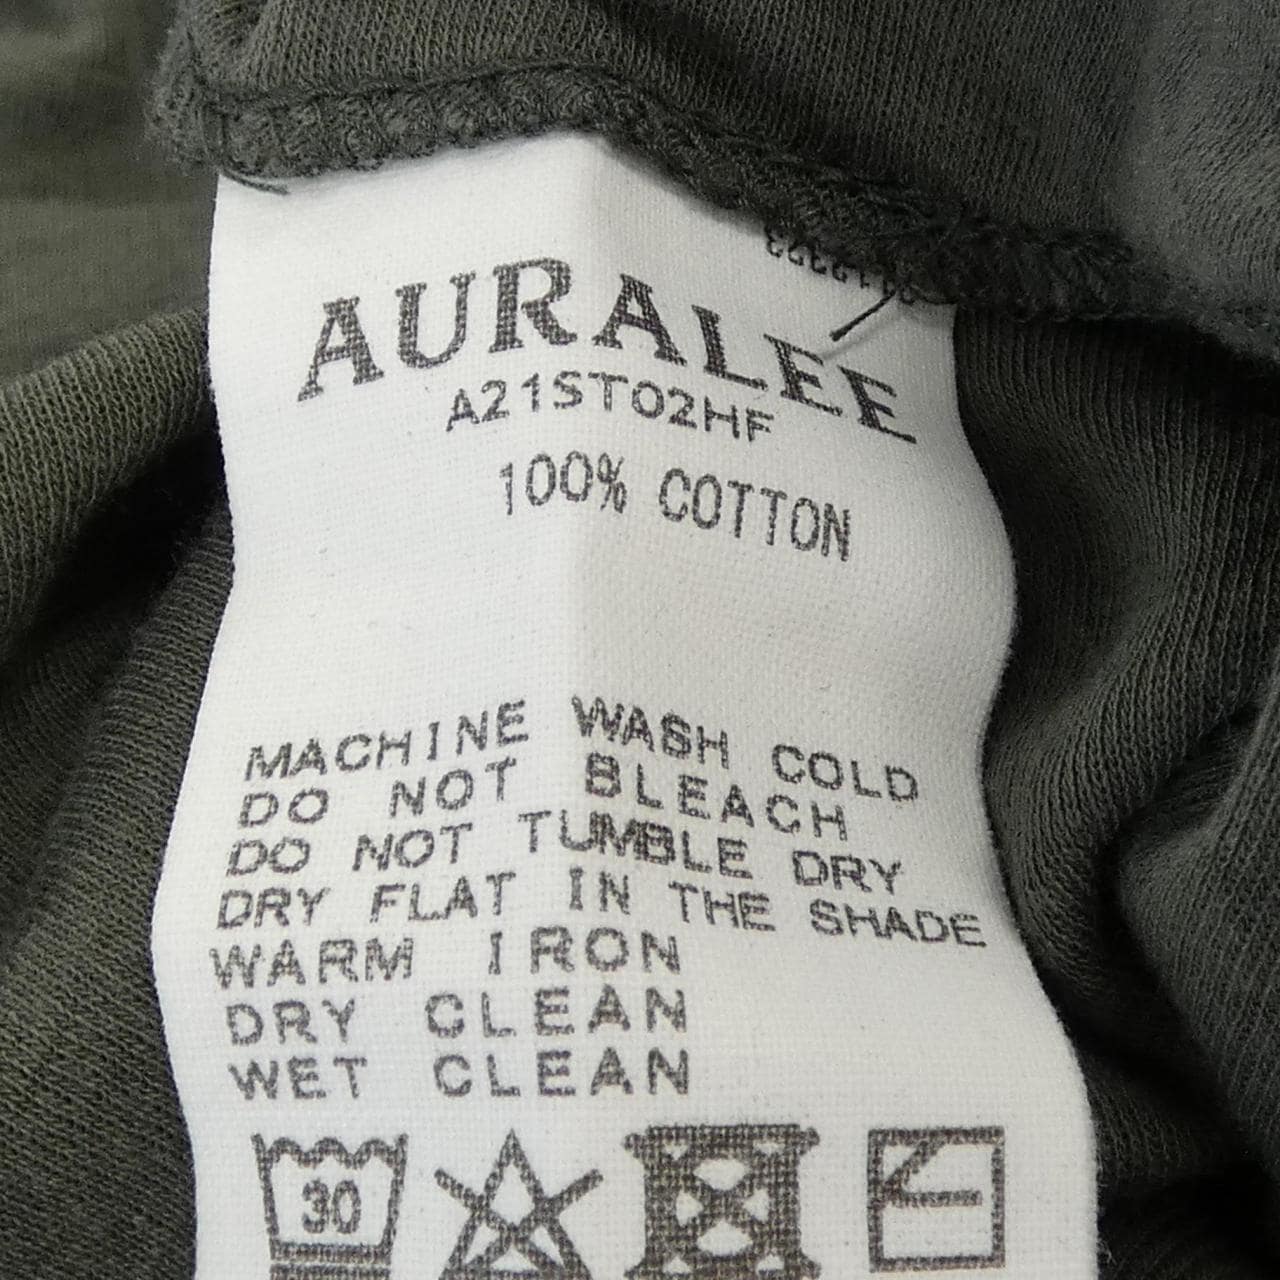 AURALEE
A21ST02HF
100% COTTON
MACHINE WASH COLD
DO NOT BLEACH
DO NOT TUMBLE DRY
DRY FLAT IN THE SHADE
WARM IRON
DRY CLEAN
WET CLEAN
30